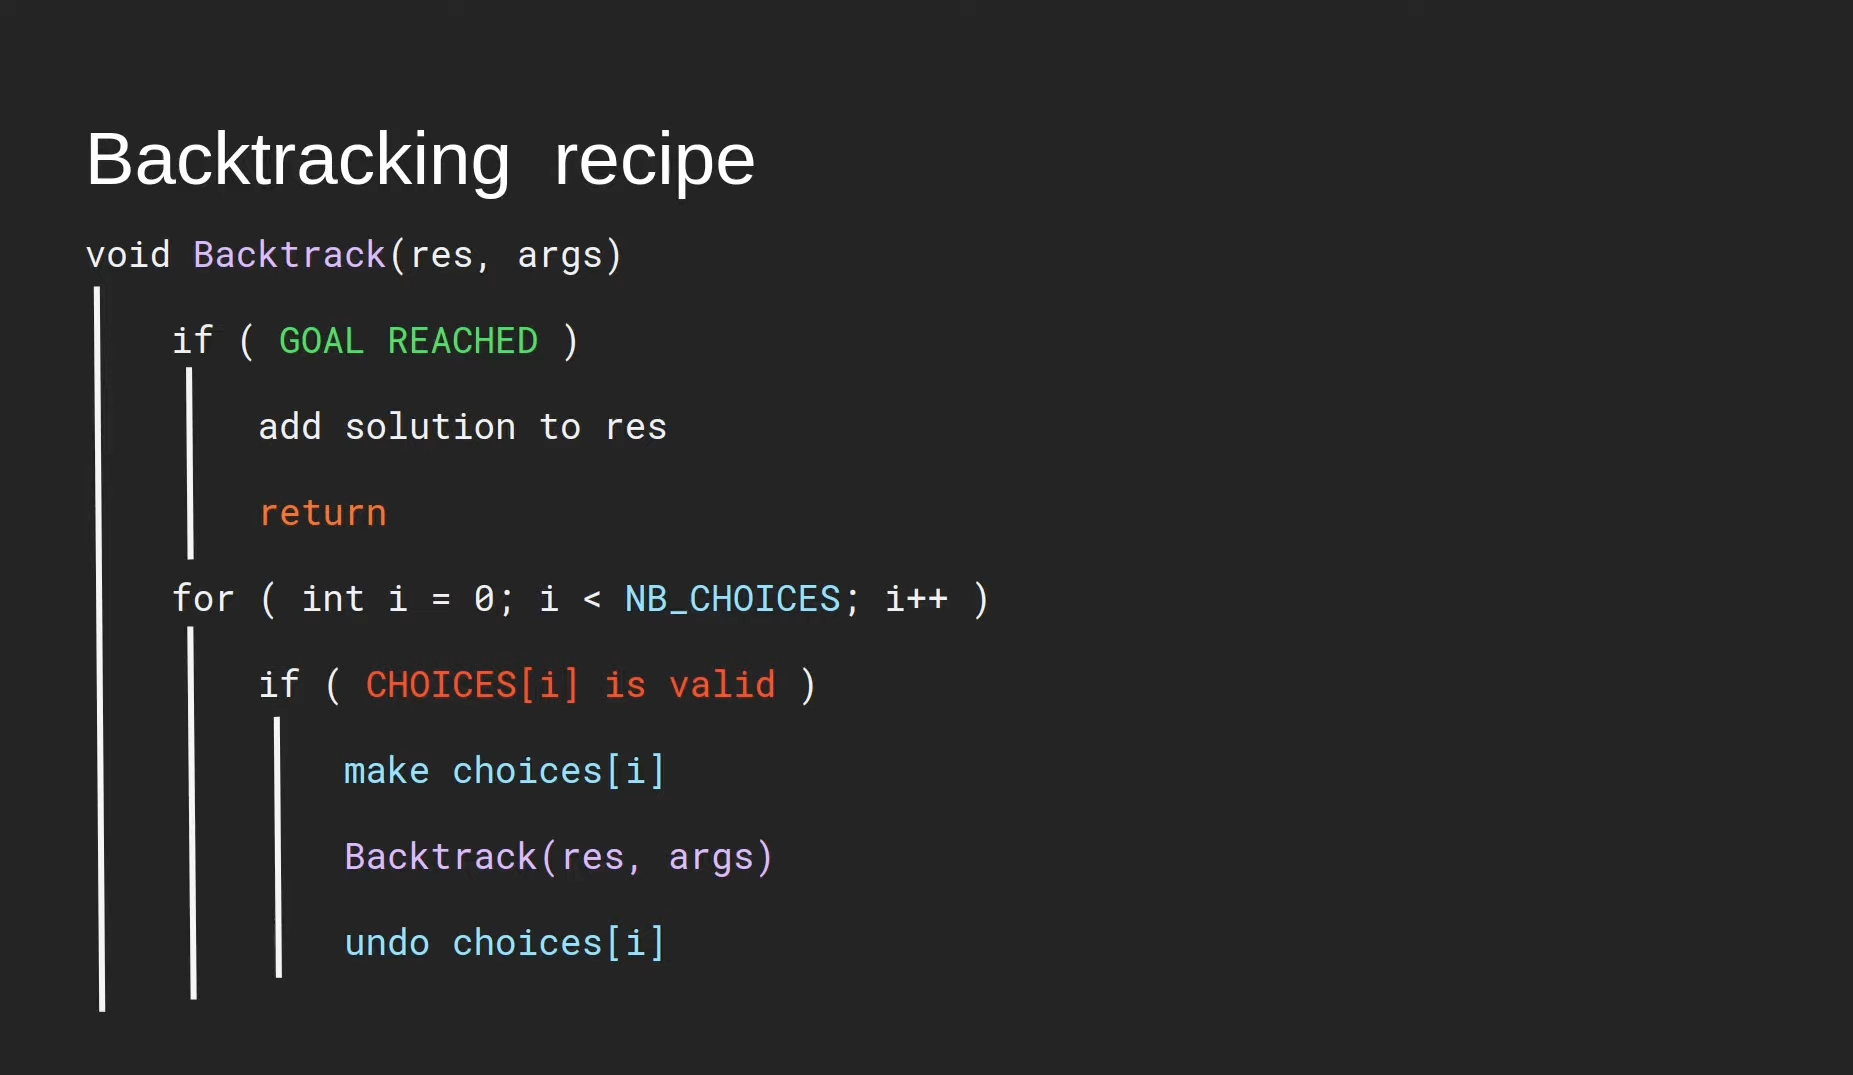 Backtracking recipe
void Backtrack(res, args)
if ( GOAL REACHED )
add solution to res
return
for ( int i = 0; i < NB_CHOICES; i++ )
if ( CHOICES[i] is valid )
make choices[i]
Backtrack(res, args)
undo choices[i]